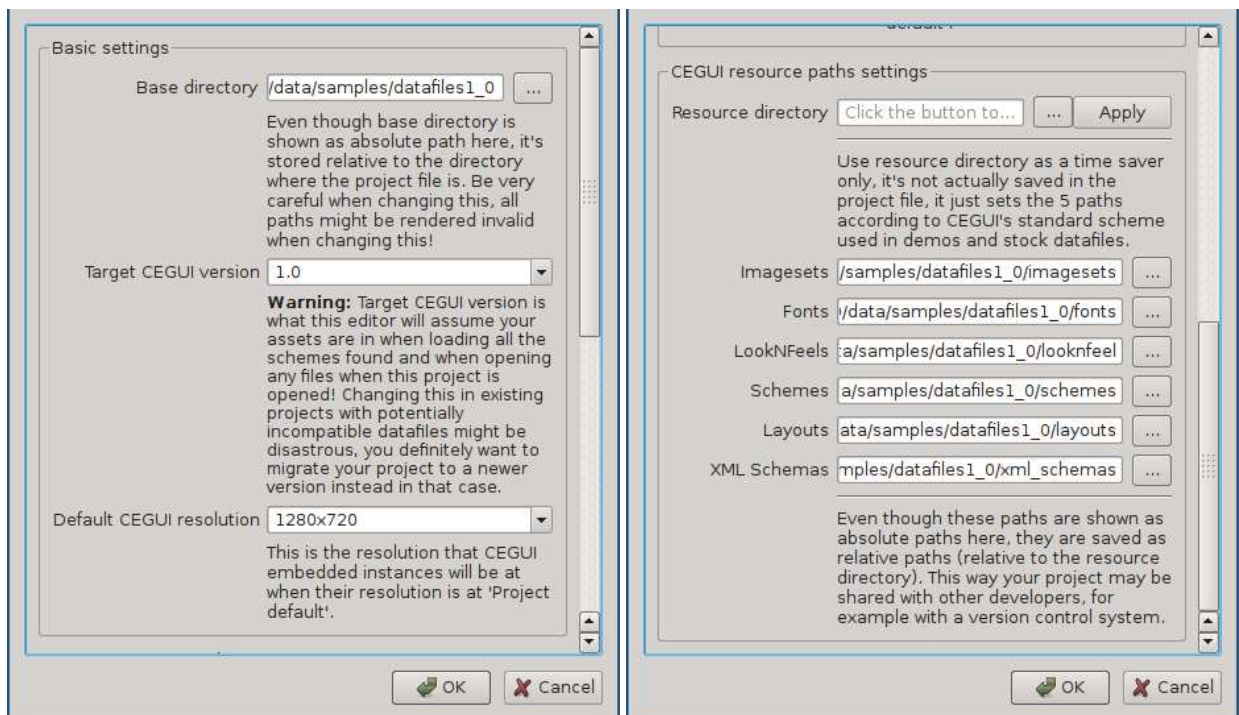 Basic settings
Base directory /data/samples/datafiles1_0 ...
Even though base directory is
shown as absolute path here, it's
stored relative to the directory
where the project file is. Be very
careful when changing this, all
paths might be rendered invalid
when changing this!
Target CEGUI version 1.0
Warning: Target CEGUI version is
what this editor will assume your
assets are in when loading all the
schemes found and when opening
any files when this project is
opened! Changing this in existing
projects with potentially
incompatible datafiles might be
disastrous, you definitely want to
migrate your project to a newer
version instead in that case.
Default CEGUI resolution 1280x720
This is the resolution that CEGUI
embedded instances will be at
when their resolution is at 'Project
default'.
OK Cancel
CEGUI resource paths settings
Resource directory Click the button to... ... Apply
Use resource directory as a time saver
only, it's not actually saved in the
project file, it just sets the 5 paths
according to CEGUI's standard scheme
used in demos and stock datafiles.
Imagesets /samples/datafiles1_0/imagesets ...
Fonts /data/samples/datafiles1_0/fonts ...
LookNFeels a/samples/datafiles1_0/looknfeel ...
Schemes a/samples/datafiles1_0/schemes ...
Layouts ata/samples/datafiles1_0/layouts ...
XML Schemas mples/datafiles1_0/xml_schemas ...
Even though these paths are shown as
absolute paths here, they are saved as
relative paths (relative to the resource
directory). This way your project may be
shared with other developers, for
example with a version control system.
OK Cancel